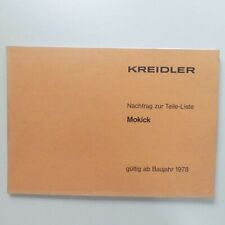 KREIDLER
Nachtrag zur Teile-Liste
Mokick
gültig ab Baujahr 1978